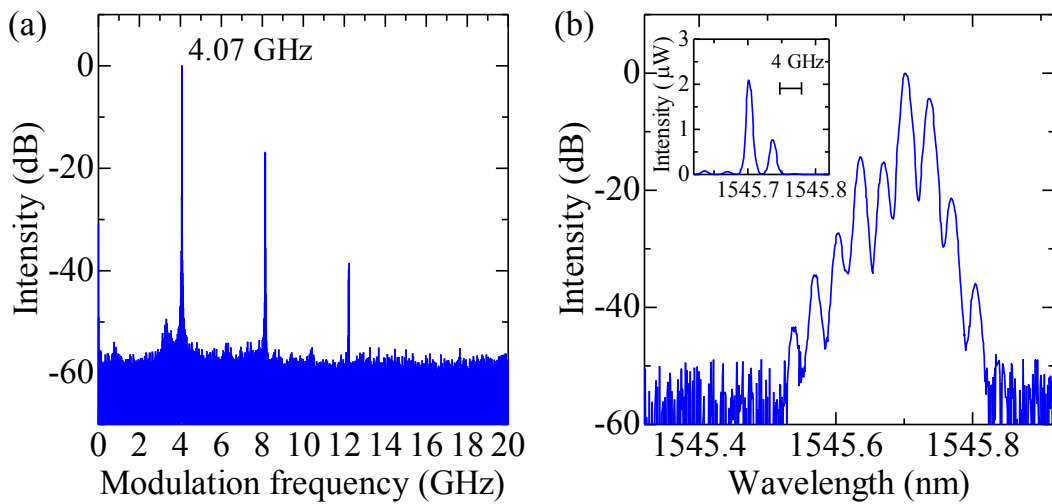 (a)
4.07 GHz
0
-20
-40
-60
Intensity (dB)
0 2 4 6 8 10 12 14 16 18 20
Modulation frequency (GHz)
(b)
3
2
1
0
Intensity (μW)
4 GHz
1545.7 1545.8
0
-20
-40
-60
Intensity (dB)
1545.4 1545.6 1545.8
Wavelength (nm)